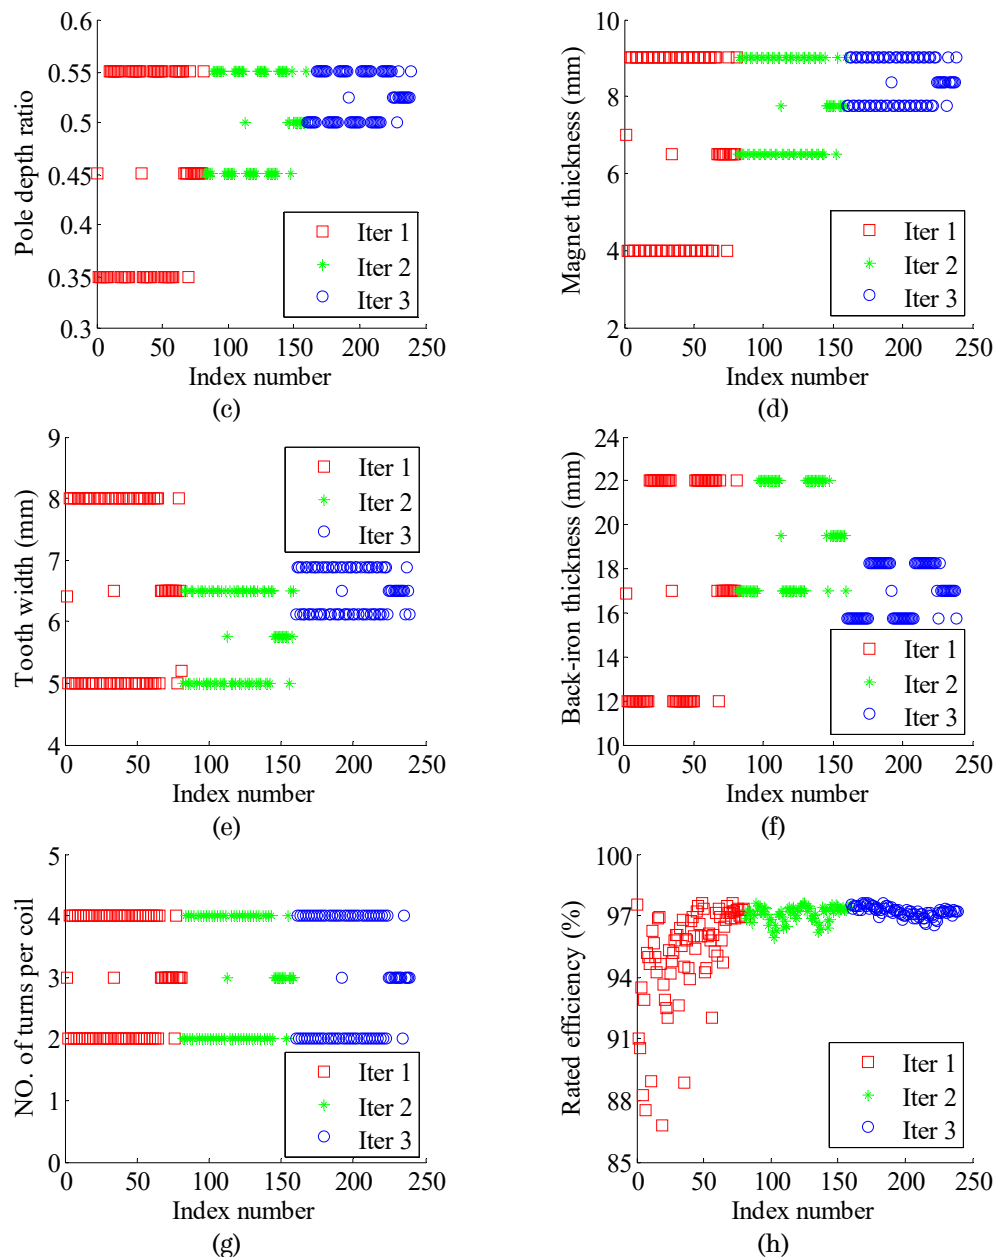 0.6
0.55
0.5
0.45
0.4
0.35
0.3
Pole depth ratio
Iter 1
Iter 2
Iter 3
0 50 100 150 200 250
Index number
(c)
10
8
6
4
2
Magnet thickness (mm)
Iter 1
Iter 2
Iter 3
0 50 100 150 200 250
Index number
(d)
9
8
7
6
5
4
Tooth width (mm)
Iter 1
Iter 2
Iter 3
0 50 100 150 200 250
Index number
(e)
24
22
20
18
16
14
12
10
Back-iron thickness (mm)
Iter 1
Iter 2
Iter 3
0 50 100 150 200 250
Index number
(f)
5
4
3
2
1
0
NO. of turns per coil
Iter 1
Iter 2
Iter 3
0 50 100 150 200 250
Index number
(g)
100
97
94
91
88
85
Rated efficiency (%)
Iter 1
Iter 2
Iter 3
0 50 100 150 200 250
Index number
(h)